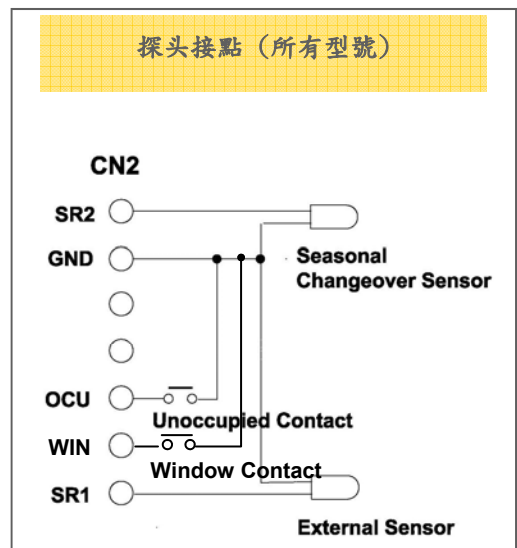 探头接點（所有型號）
CN2
SR2
GND
Seasonal
Changeover Sensor
OCU
Unoccupied Contact
WIN
Window Contact
SR1
External Sensor